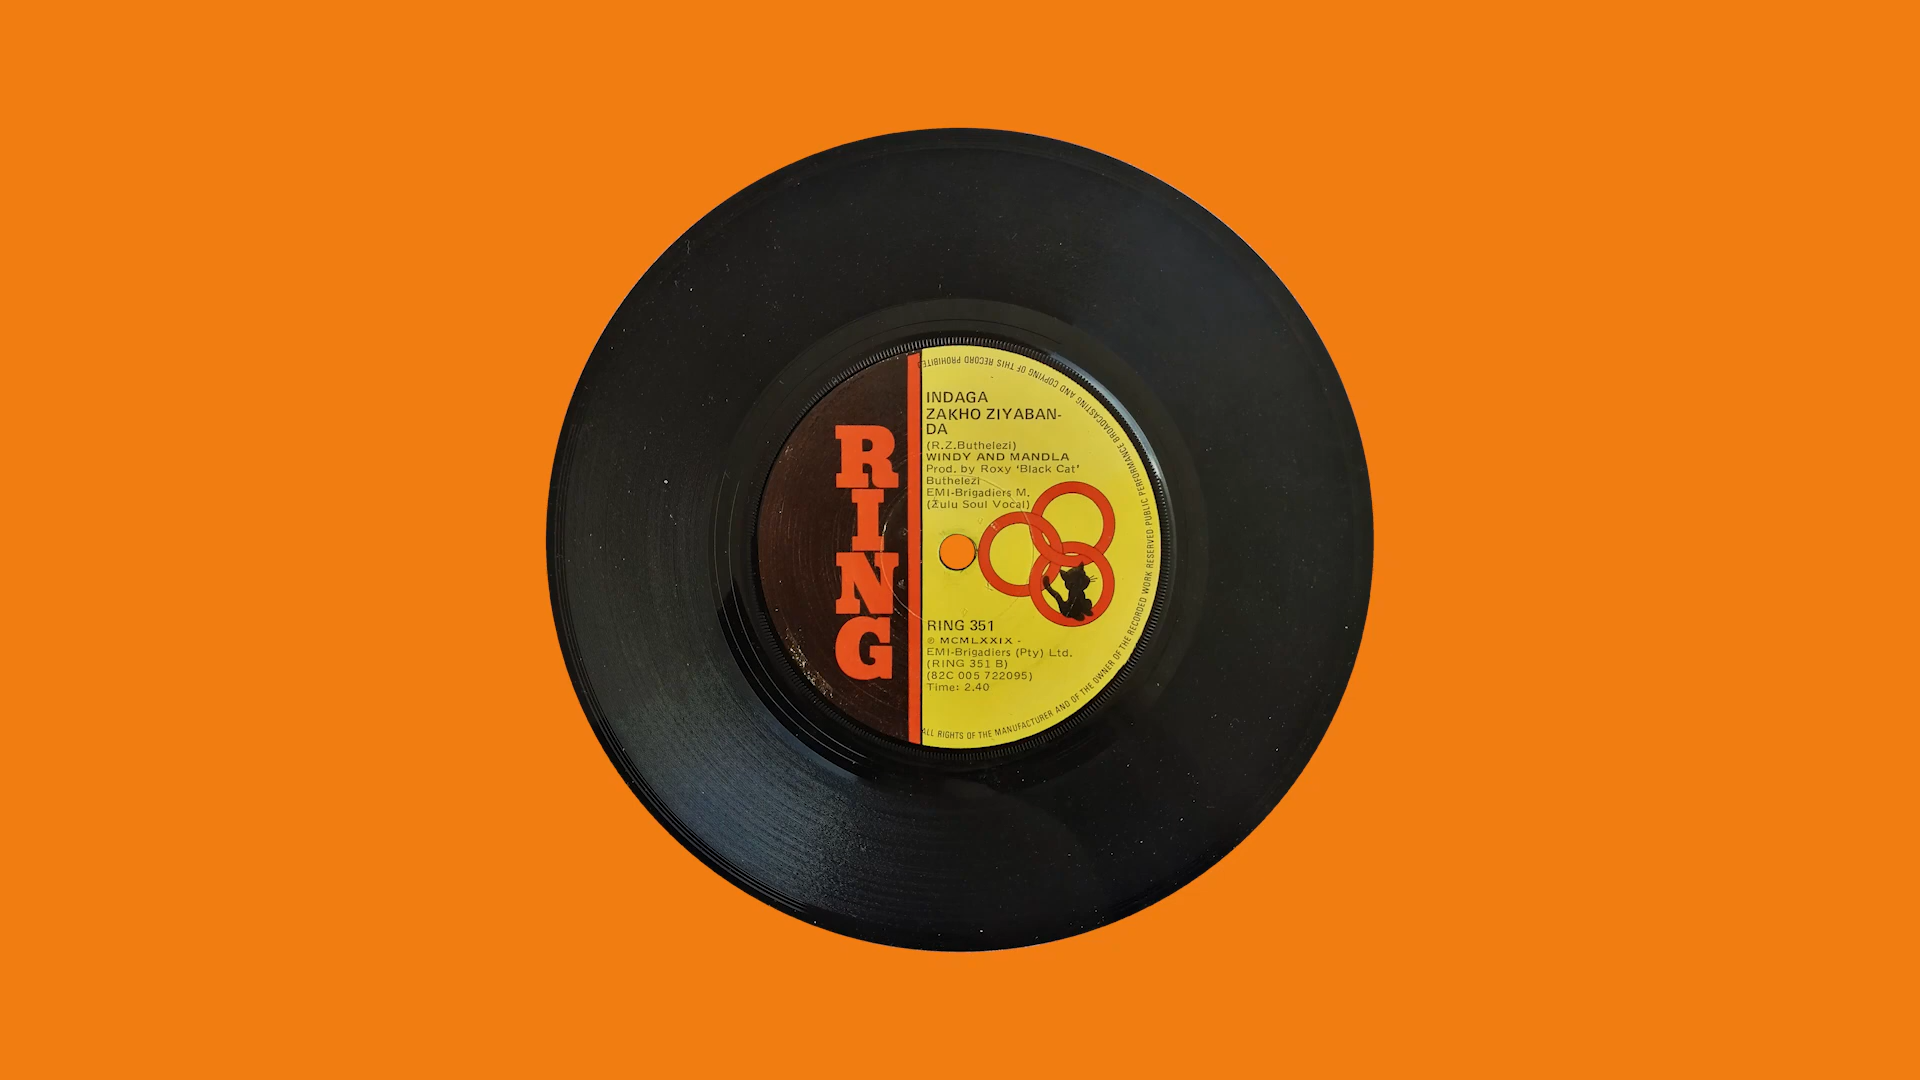 RING
INDAGA
ZAKHO ZIYABAN-
DA
(R.Z.Buthelezi)
WINDY AND MANDLA
Prod. by Roxy ‘Black Cat’
Buthelezi
EMI-Brigadiers M.
(Zulu Soul Vocal)
RING 351
℗ MCMLXXIX -
EMI-Brigadiers (Pty) Ltd.
(RING 351 B)
(82C 005 722095)
Time: 2.40
ALL RIGHTS OF THE MANUFACTURER AND OF THE OWNER OF THE RECORDED WORK RESERVED PUBLIC PERFORMANCE BROADCASTING AND COPYING OF THIS RECORD PROHIBITED